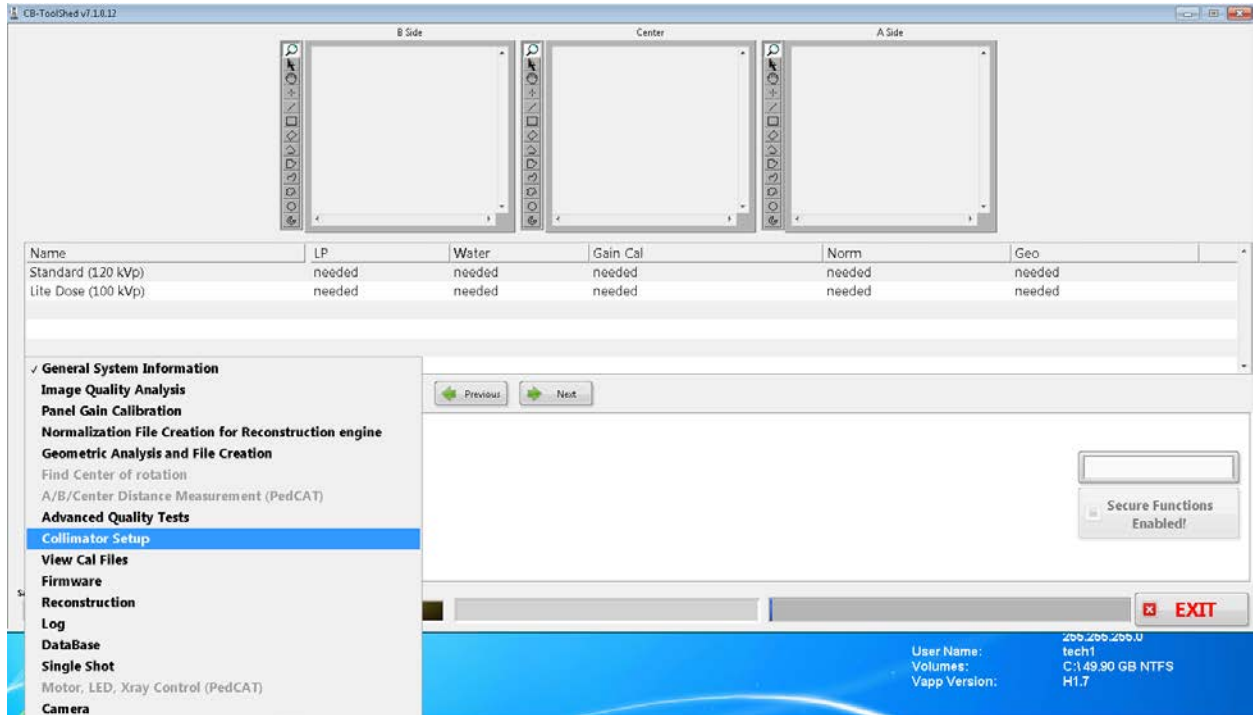 CB-ToolShed v7.1.0.12
B Side Center A Side
Name LP Water Gain Cal Norm Geo
Standard (120 kVp) needed needed needed needed needed
Lite Dose (100 kVp) needed needed needed needed needed
✓ General System Information
Image Quality Analysis
Previous Next
Panel Gain Calibration
Normalization File Creation for Reconstruction engine
Geometric Analysis and File Creation
Find Center of rotation
A/B/Center Distance Measurement (PedCAT)
Advanced Quality Tests
Secure Functions
Enabled!
Collimator Setup
View Cal Files
Firmware
Reconstruction
EXIT
Log
DataBase
Single Shot
Motor, LED, Xray Control (PedCAT)
Camera
User Name: tech1
Volumes: C:\ 49.90 GB NTFS
Vapp Version: H1.7